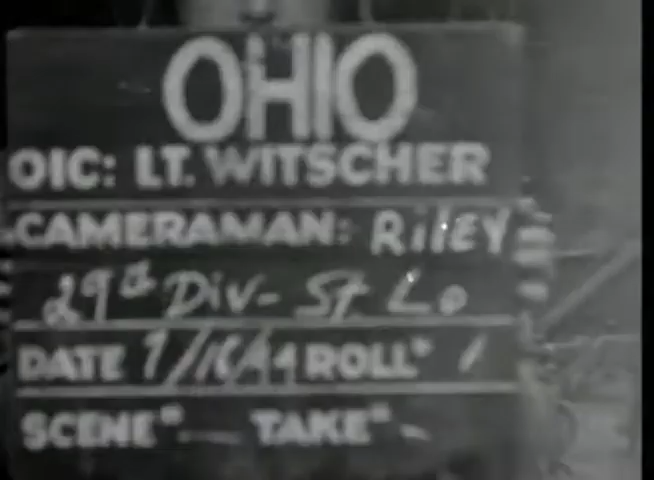 OHIO
OIC: LT. WITSCHER
CAMERAMAN: RilEY
29th Div - St Lo
DATE 7/16/44 ROLL# 1
SCENE# — TAKE# -